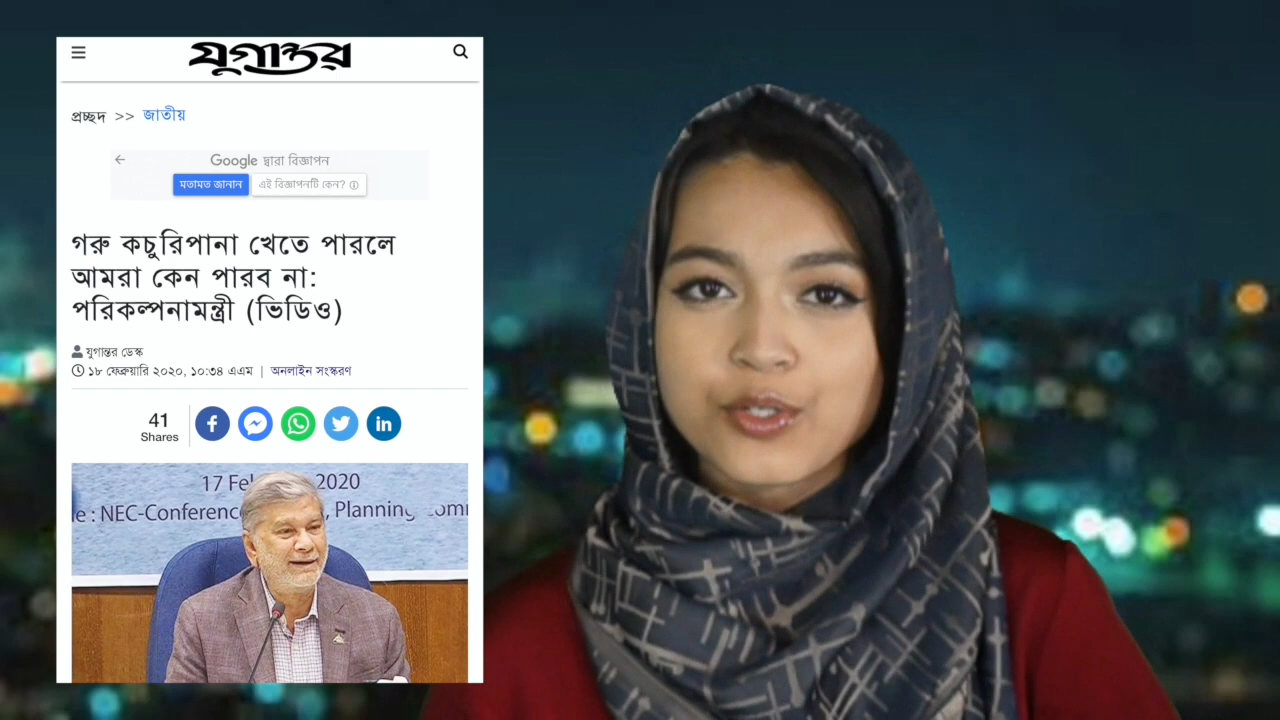 যুগান্তর
প্রচ্ছদ >> জাতীয়
Google দ্বারা বিজ্ঞাপন
মতামত জানান এই বিজ্ঞাপনটি কেন?
গরু কচুরিপানা খেতে পারলে
আমরা কেন পারব না:
পরিকল্পনামন্ত্রী (ভিডিও)
যুগান্তর ডেস্ক
১৮ ফেব্রুয়ারি ২০২০, ১০:৩৪ এএম | অনলাইন সংস্করণ
41
Shares
17 Fe 2020
e : NEC-Conference Planning